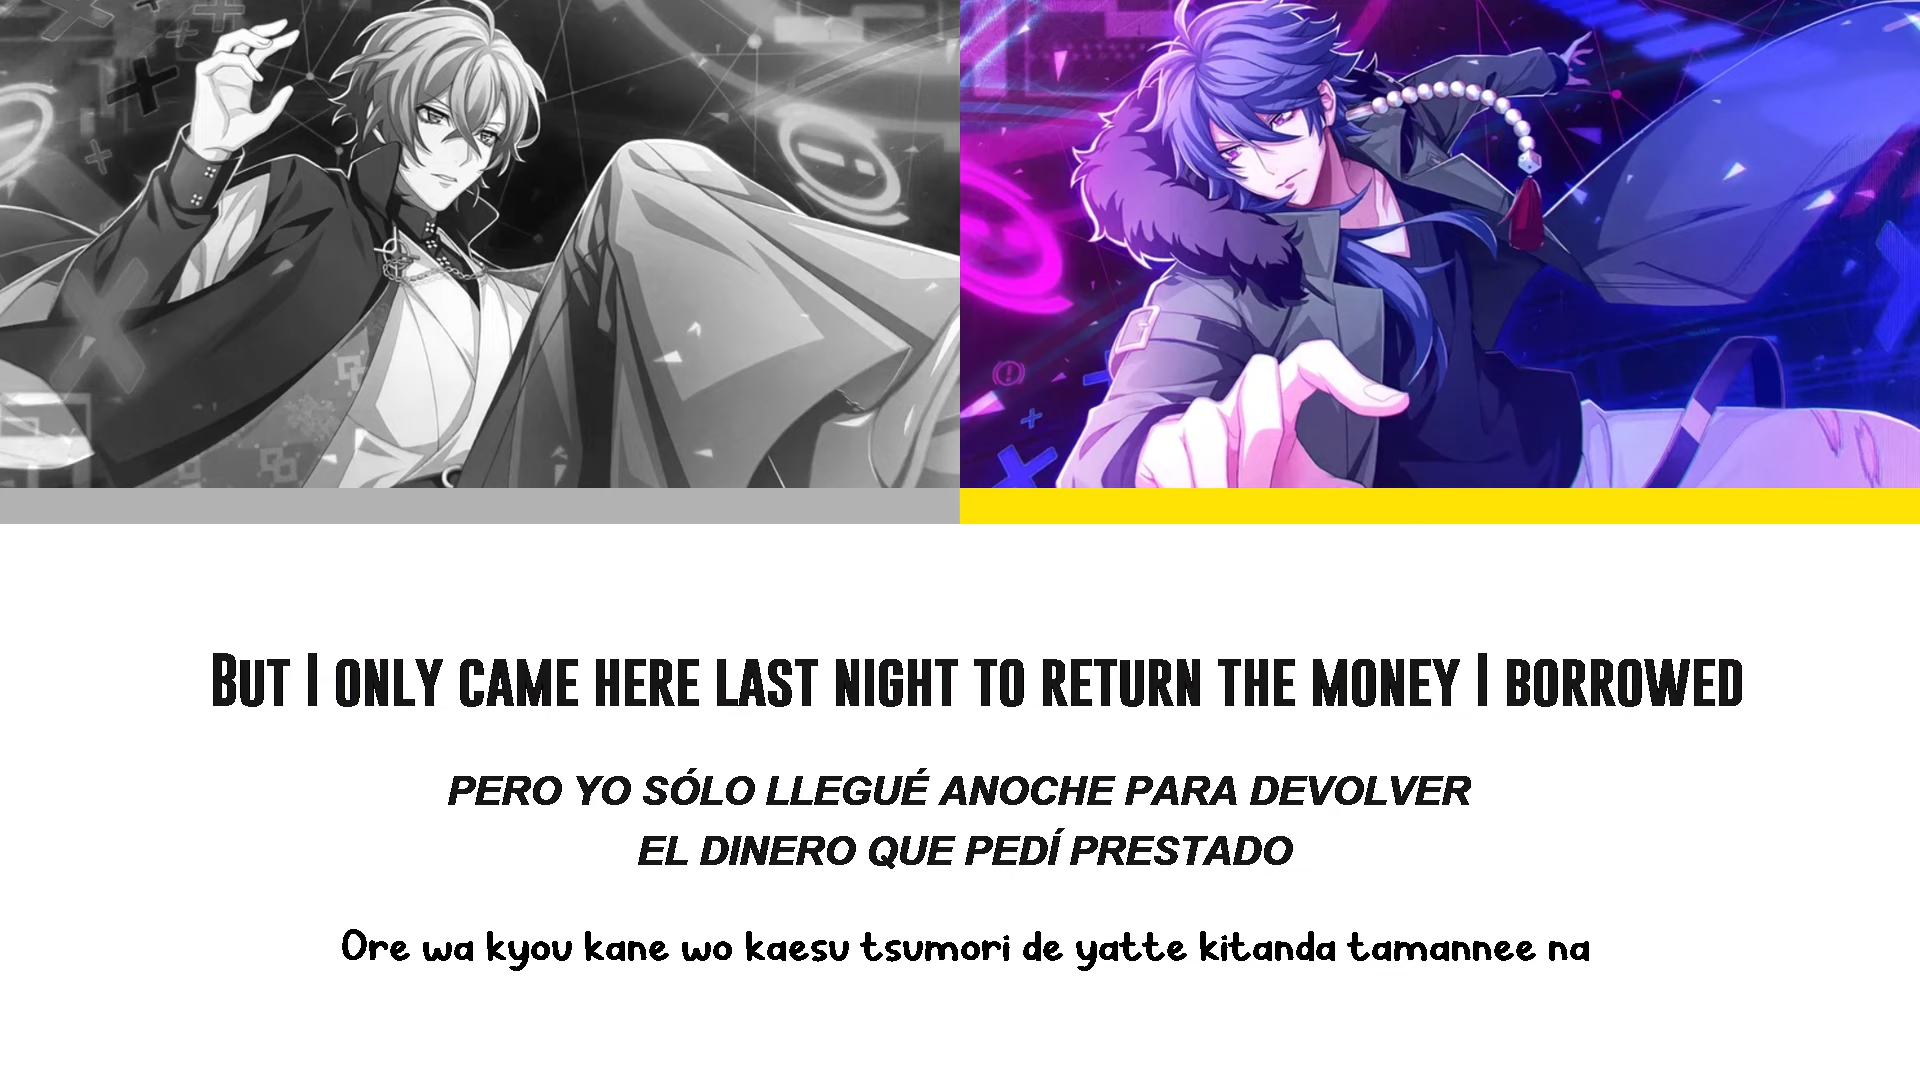 But I only came here last night to return the money I borrowed
PERO YO SÓLO LLEGUÉ ANOCHE PARA DEVOLVER
EL DINERO QUE PEDÍ PRESTADO
Ore wa kyou kane wo kaesu tsumori de yatte kitanda tamannee na